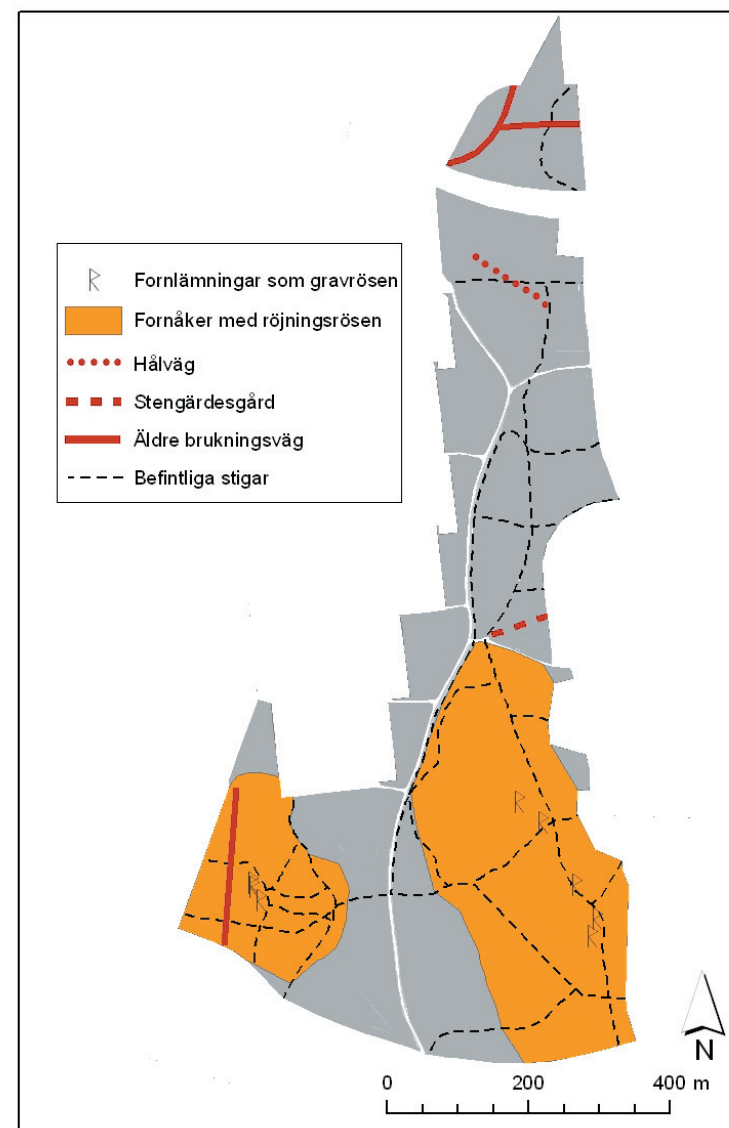 Fornlämningar som gravrösen
Fornåker med röjningsrösen
Hålväg
Stengärdesgård
Äldre brukningsväg
Befintliga stigar
N
0 200 400 m